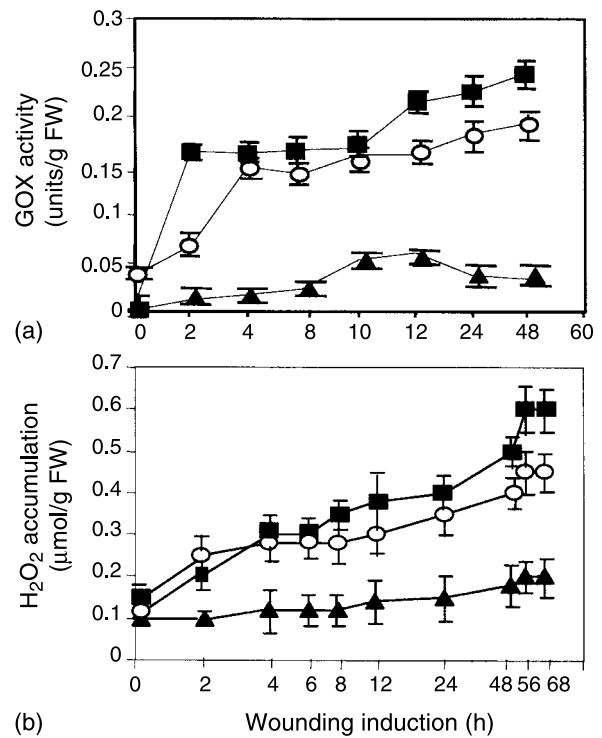 0.3
0.25
0.2
0.15
0.1
0.05
0
GOX activity
(units/g FW)
0 2 4 8 10 12 24 48 60
(a)
0.7
0.6
0.5
0.4
0.3
0.2
0.1
0
H₂O₂ accumulation
(μmol/g FW)
0 2 4 6 8 12 24 48 56 68
(b) Wounding induction (h)